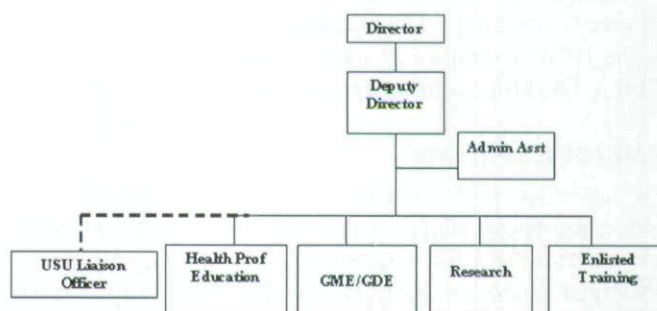 Director
Deputy
Director
Admin Asst
USU Liaison
Officer
Health Prof
Education
GME/GDE
Research
Enlisted
Training